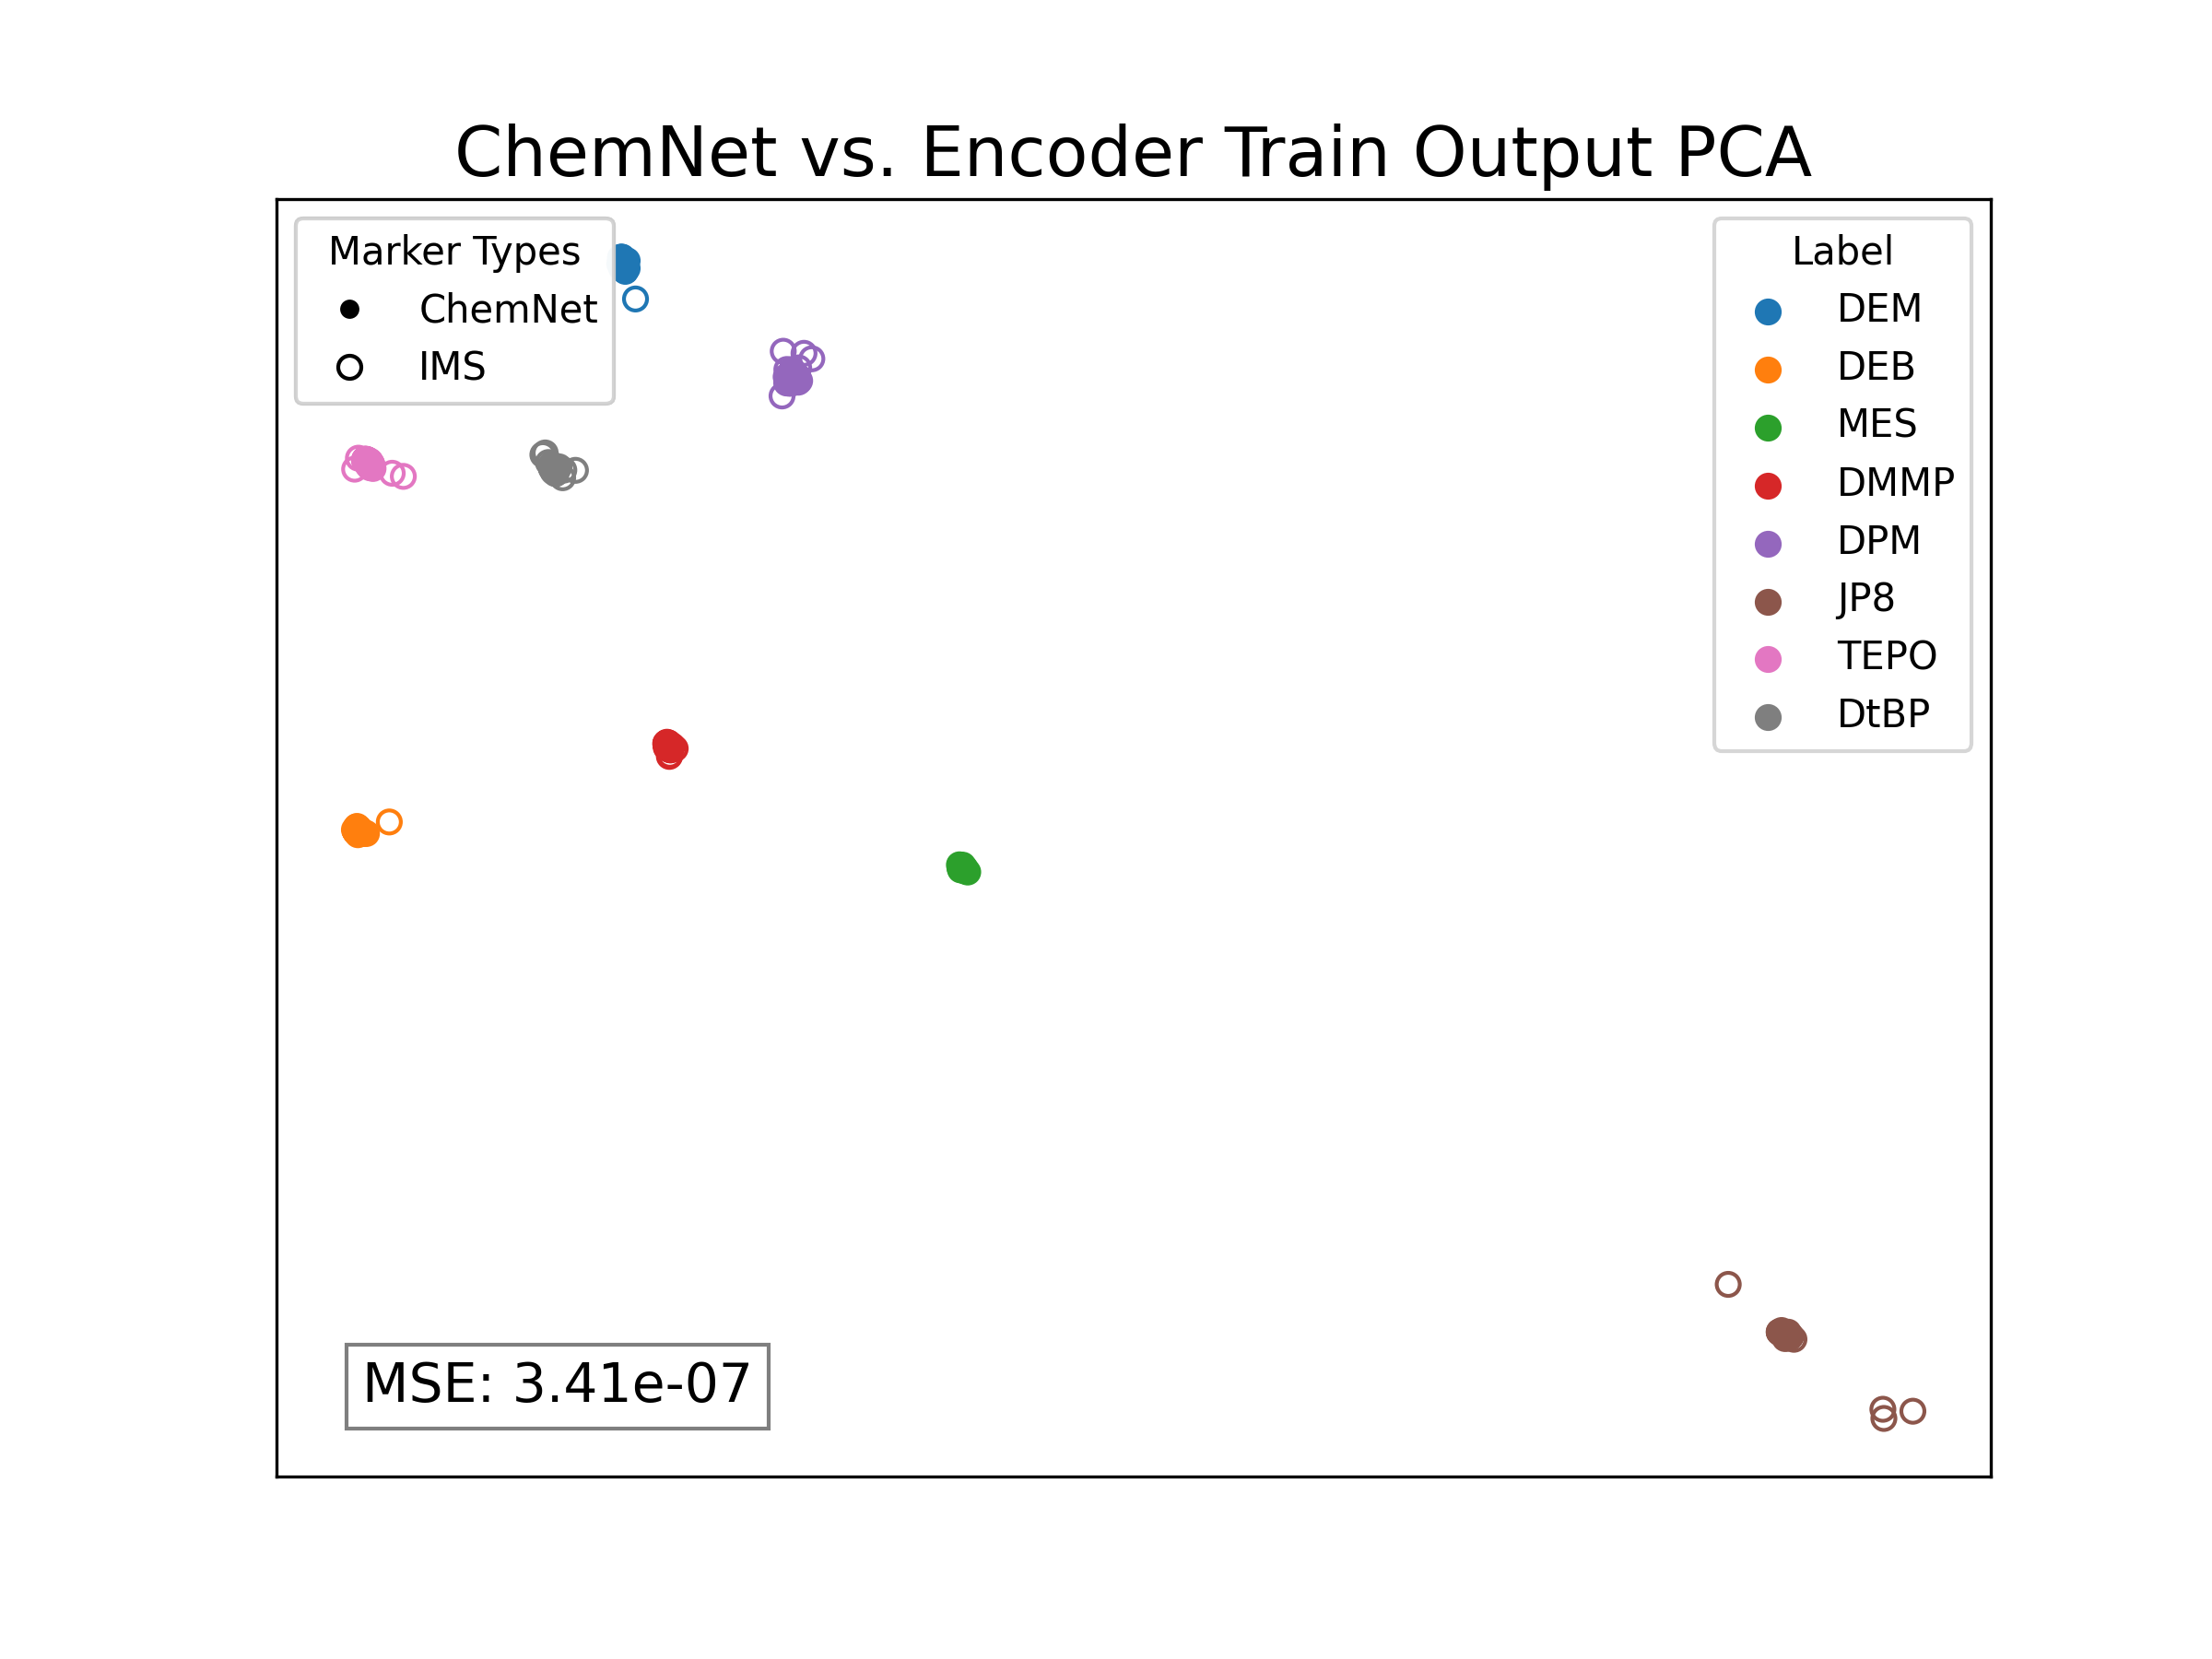 ChemNet vs. Encoder Train Output PCA
Marker Types
ChemNet
IMS
Label
DEM
DEB
MES
DMMP
DPM
JP8
TEPO
DtBP
MSE: 3.41e-07